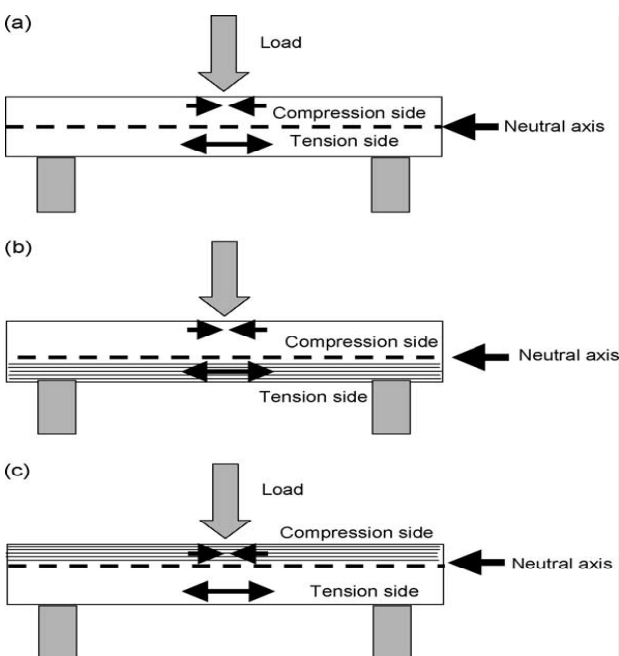 (a)
Load
Compression side
Neutral axis
Tension side
(b)
Compression side
Neutral axis
Tension side
(c)
Load
Compression side
Neutral axis
Tension side